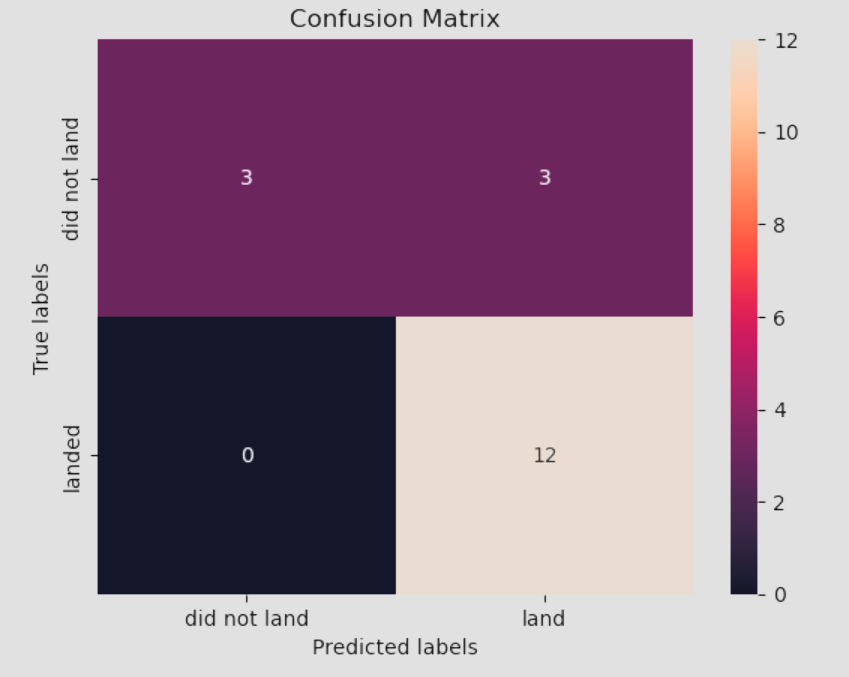 Confusion Matrix
True labels
did not land
landed
3
3
0
12
did not land
land
Predicted labels
12
10
8
6
4
2
0